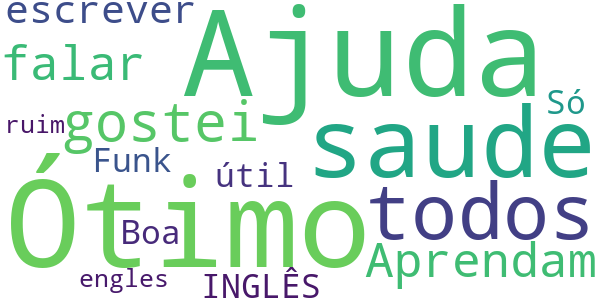 escrever
Ajuda
falar
Só
gostei
saude
ruim
Funk
útil
Ótimo
todos
Boa
Aprendam
engles
INGLÊS